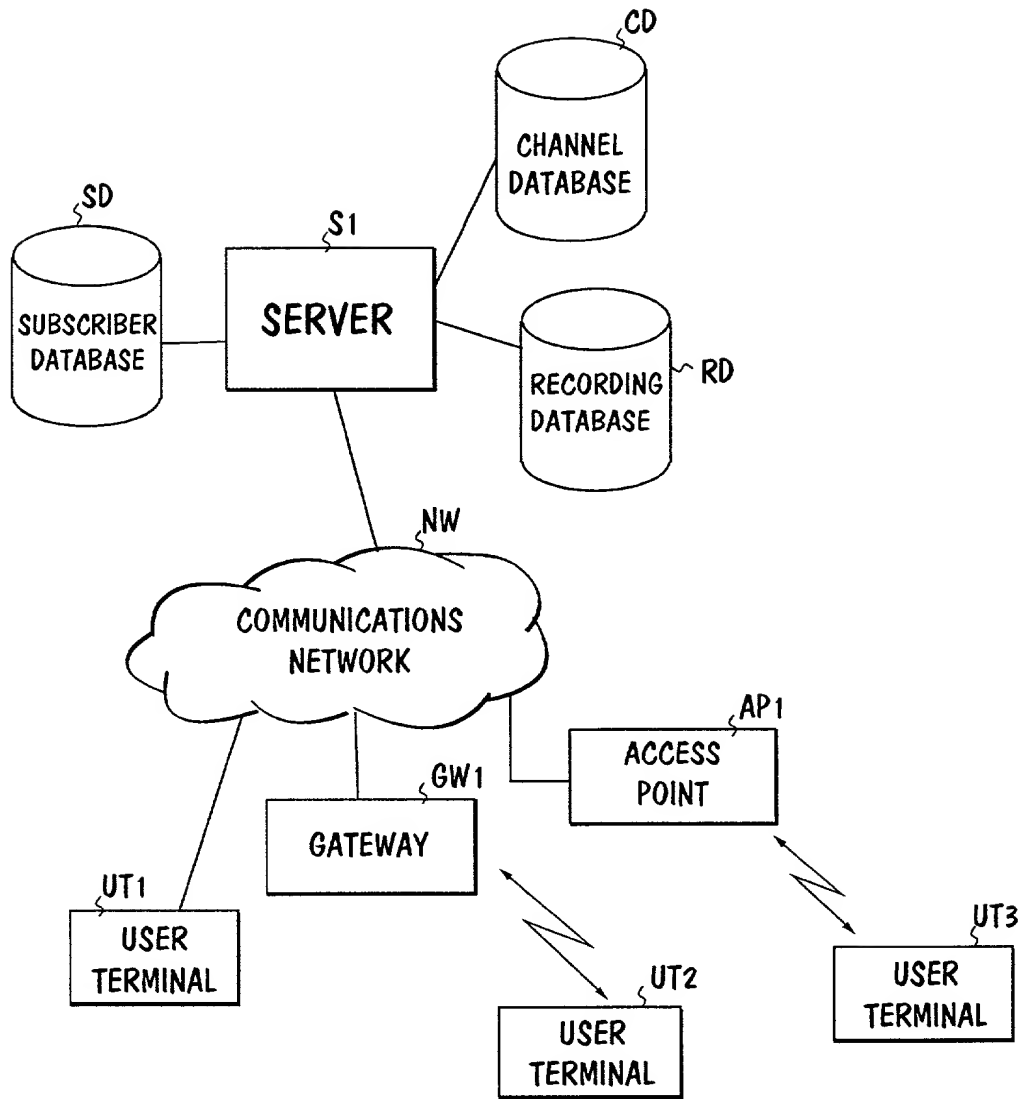 CD
CHANNEL
DATABASE
SD
S1
SUBSCRIBER
DATABASE
SERVER
RECORDING
DATABASE
RD
NW
COMMUNICATIONS
NETWORK
AP1
ACCESS
POINT
GW1
GATEWAY
UT1
USER
TERMINAL
UT2
USER
TERMINAL
UT3
USER
TERMINAL